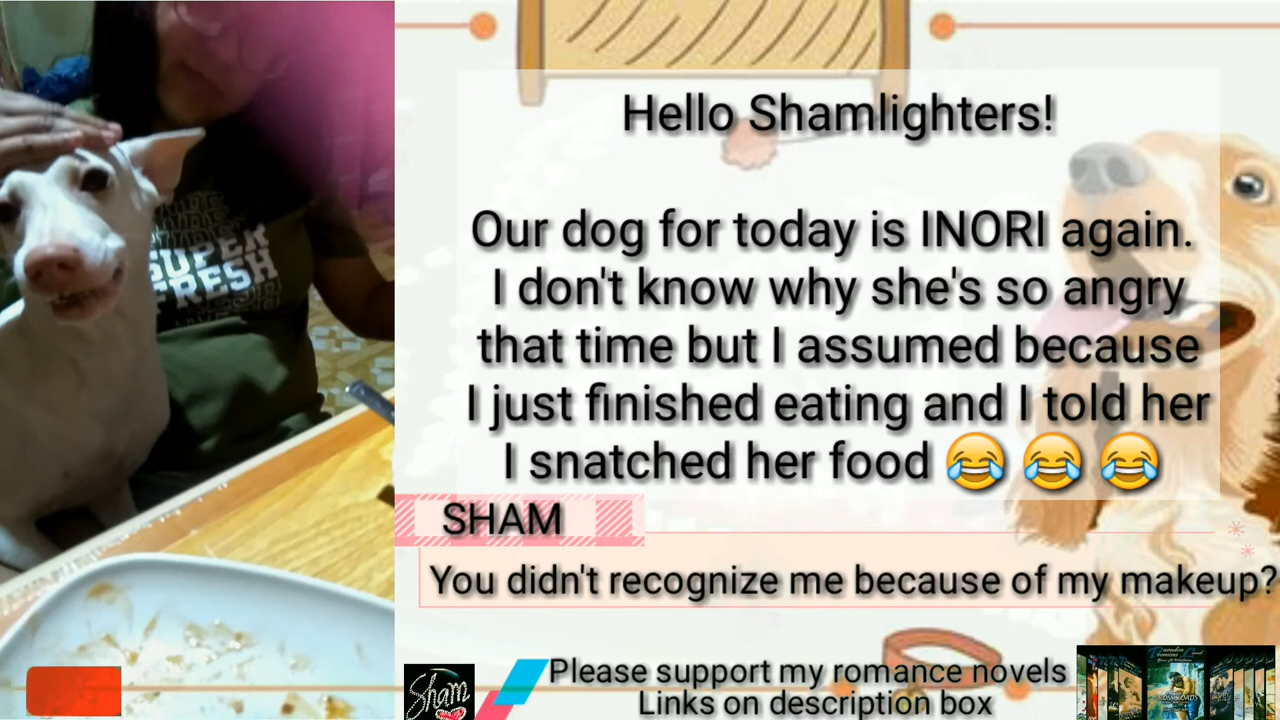 SUPER
FRESH
Hello Shamlighters!
Our dog for today is INORI again.
I don't know why she's so angry
that time but I assumed because
I just finished eating and I told her
I snatched her food 😂 😂 😂
SHAM
You didn't recognize me because of my makeup?
Sham
Please support my romance novels
Links on description box